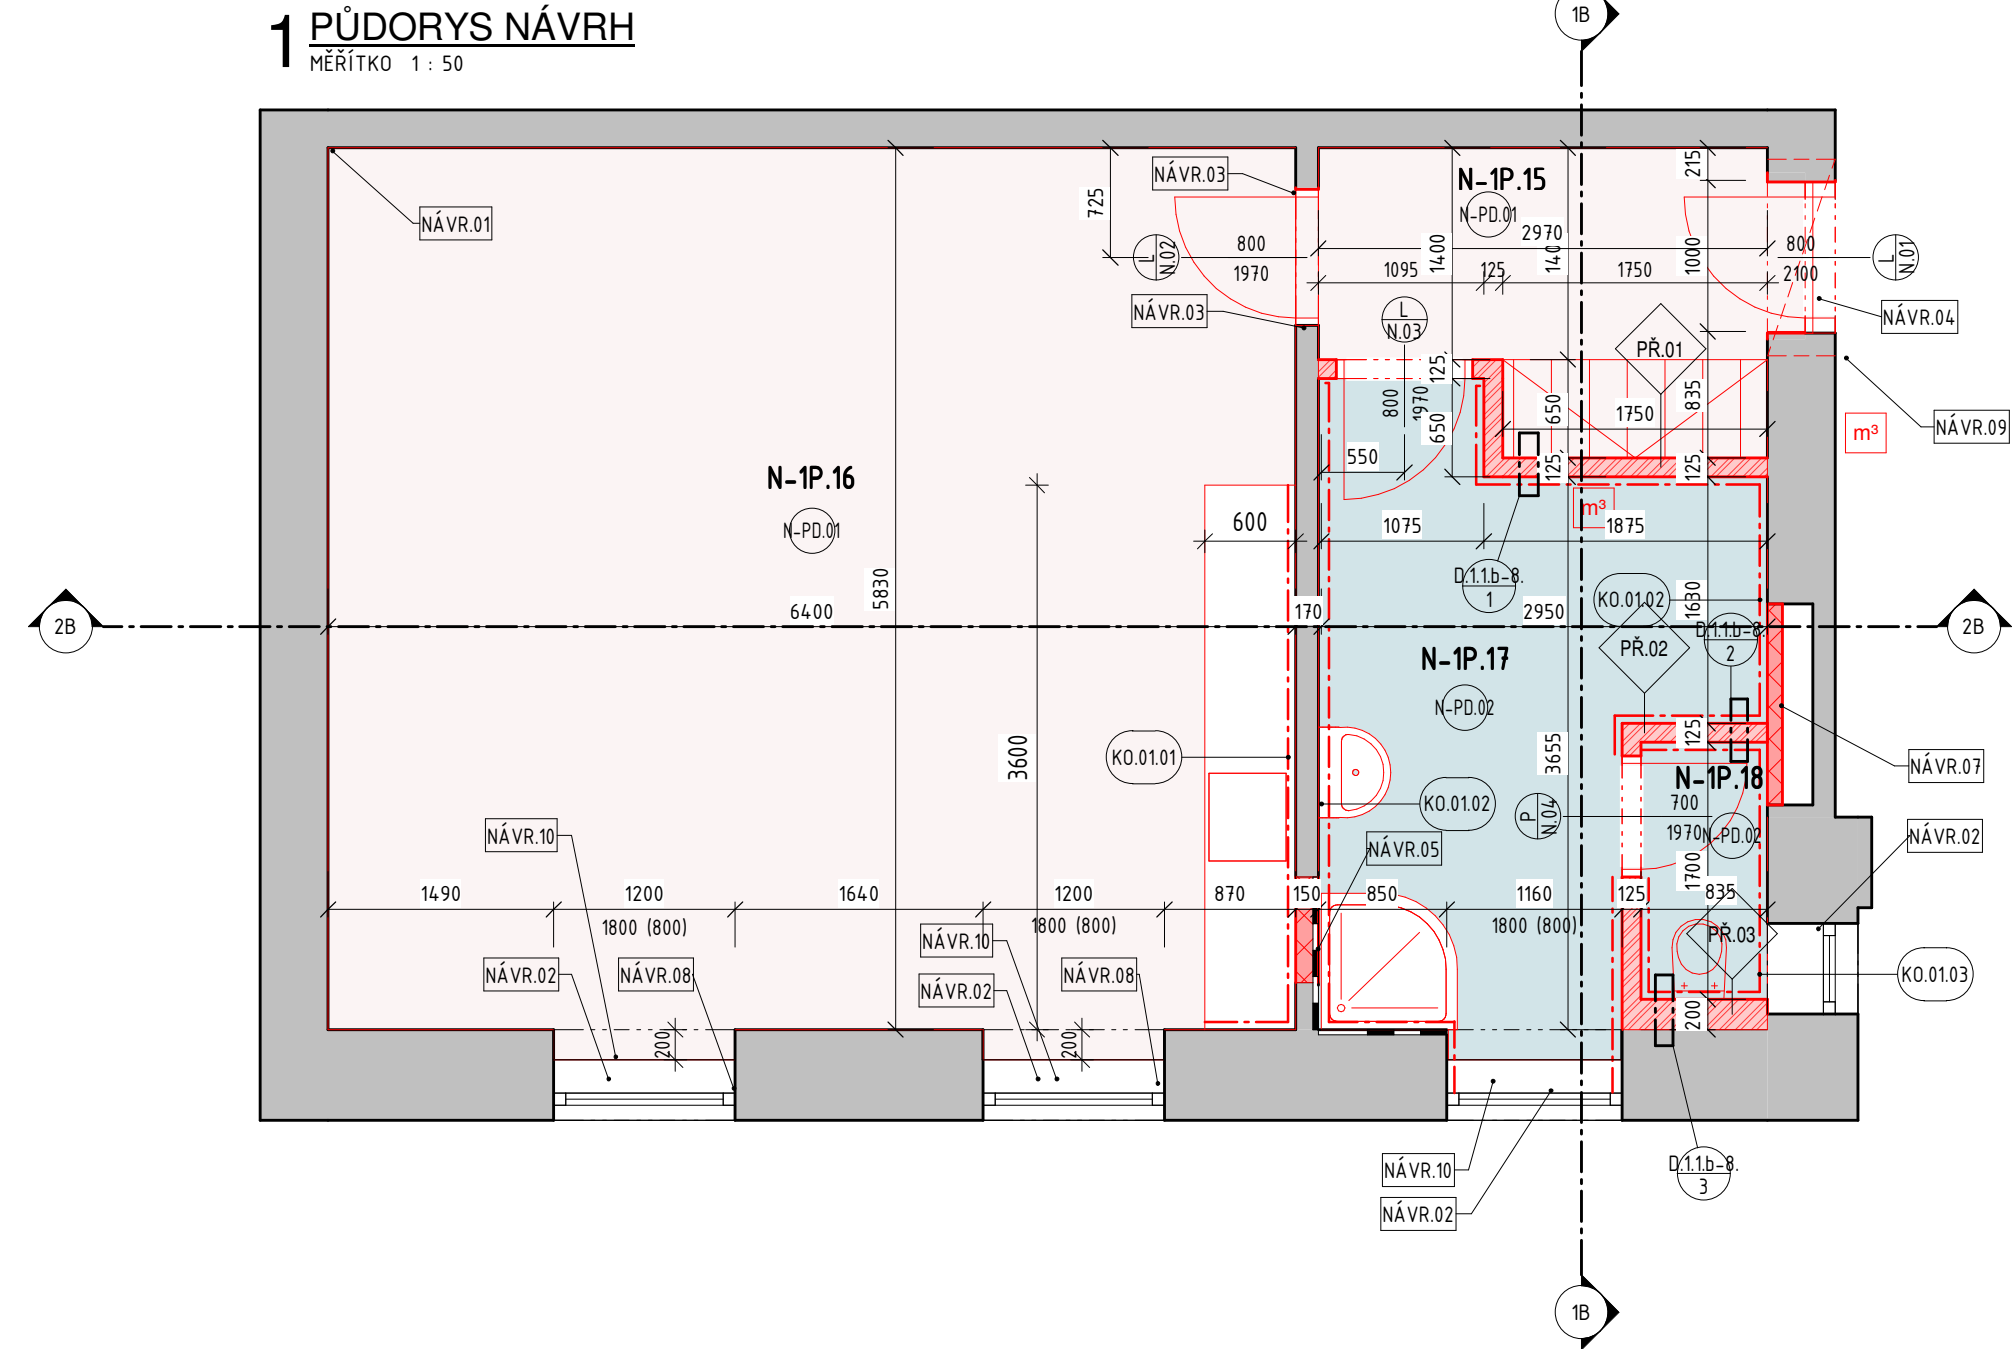 1 PŮDORYS NÁVRH
MĚŘÍTKO 1 : 50
1B
NÁVR.01
725
NÁVR.03
N-1P.15
N-PD.01
215
2970
1400
1400
1000
800
1970
L
N.02
800
2100
L
N.01
1095
125
1750
NÁVR.03
L
N.03
NÁVR.04
PŘ.01
125
800
1970
650
650
1750
835
NÁVR.09
m³
550
125
125
N-1P.16
N-PD.01
600
m³
1075
1875
5830
D.1.1.b-8.
1
KO.01.02
1630
2B
6400
170
2950
D.1.1.b-8.
2
2B
PŘ.02
N-1P.17
N-PD.02
3600
KO.01.01
3655
125
NÁVR.07
N-1P.18
700
1970
N-PD.02
KO.01.02
P
N.04
NÁVR.10
NÁVR.05
NÁVR.02
1700
1490
1200
1800 (800)
1640
1200
1800 (800)
870
150
850
1160
1800 (800)
125
835
PŘ.03
NÁVR.10
NÁVR.02
NÁVR.08
NÁVR.02
NÁVR.08
KO.01.03
200
200
200
NÁVR.10
D.1.1.b-8.
3
NÁVR.02
1B